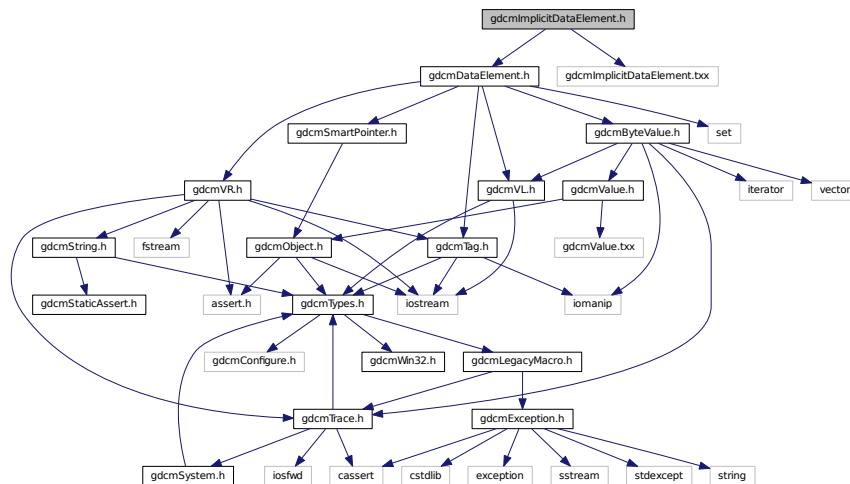 gdcmImplicitDataElement.h
gdcmDataElement.h
gdcmImplicitDataElement.txx
gdcmSmartPointer.h
gdcmByteValue.h
set
gdcmVR.h
gdcmVL.h
gdcmValue.h
iterator
vector
gdcmString.h
fstream
gdcmObject.h
gdcmTag.h
gdcmValue.txx
gdcmStaticAssert.h
assert.h
gdcmTypes.h
iostream
iomanip
gdcmConfigure.h
gdcmWin32.h
gdcmLegacyMacro.h
gdcmTrace.h
gdcmException.h
gdcmSystem.h
iosfwd
cassert
cstdlib
exception
sstream
stdexcept
string